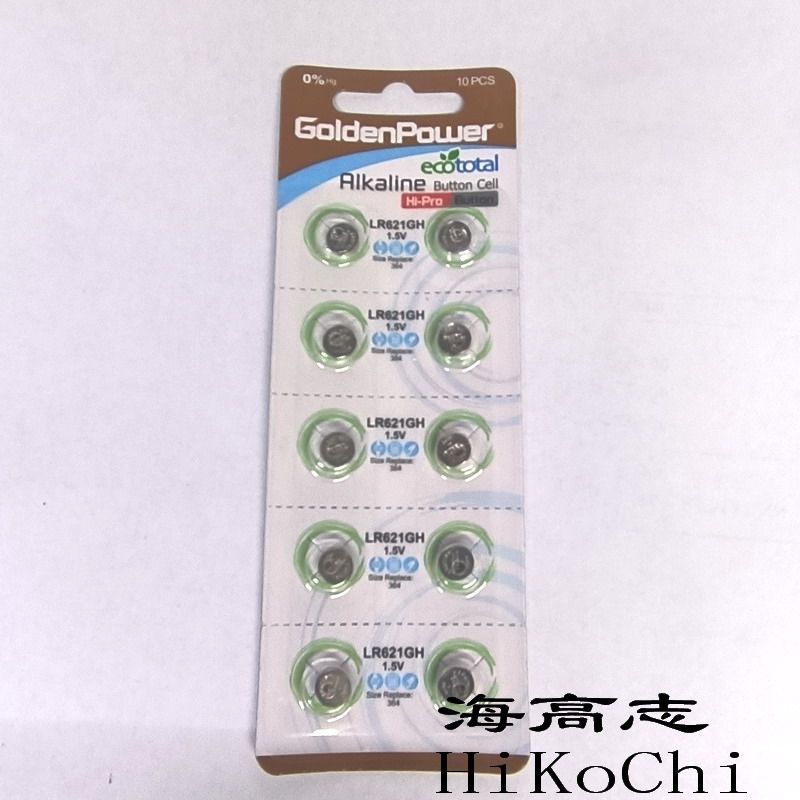 0% Hg
10 PCS
GoldenPower
ecototal
Alkaline Button Cell
Hi-Pro Button
LR621GH
1.5V
Size Replace:
364
LR621GH
1.5V
Size Replace:
364
LR621GH
1.5V
Size Replace:
364
LR621GH
1.5V
Size Replace:
364
LR621GH
1.5V
Size Replace:
364
海高志
HiKoChi